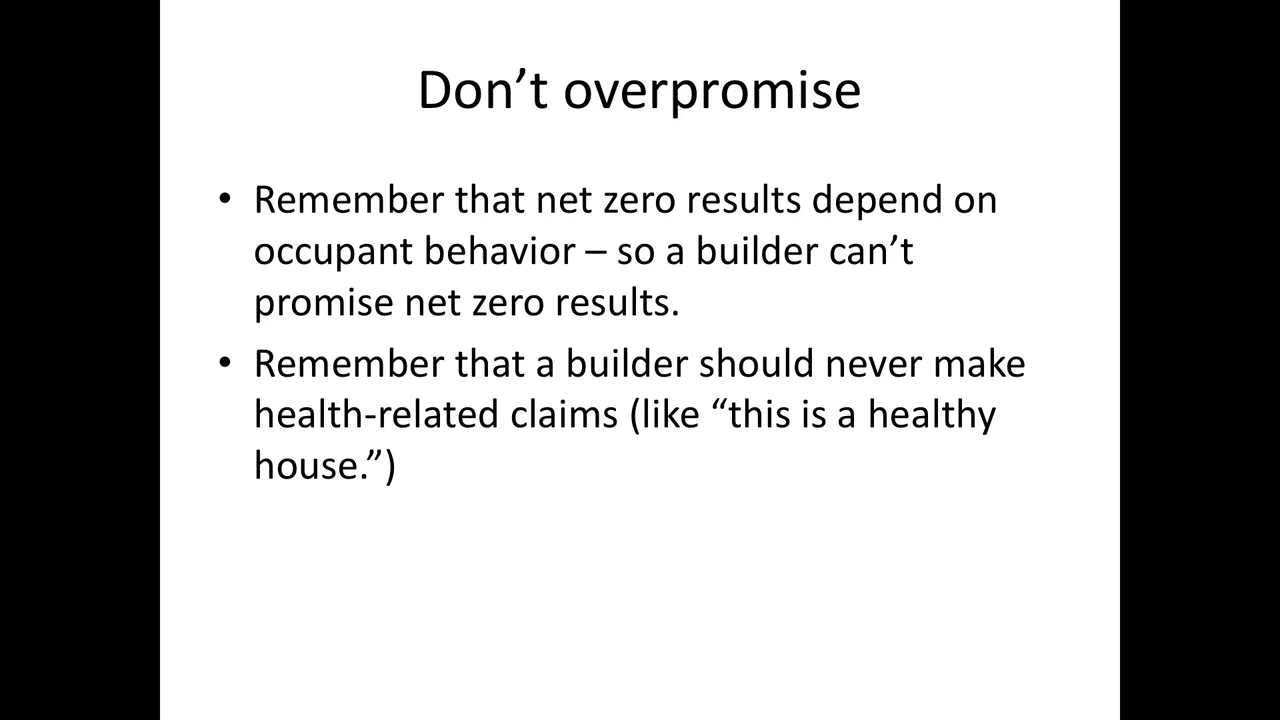 Don’t overpromise
• Remember that net zero results depend on
occupant behavior – so a builder can’t
promise net zero results.
• Remember that a builder should never make
health-related claims (like “this is a healthy
house.”)